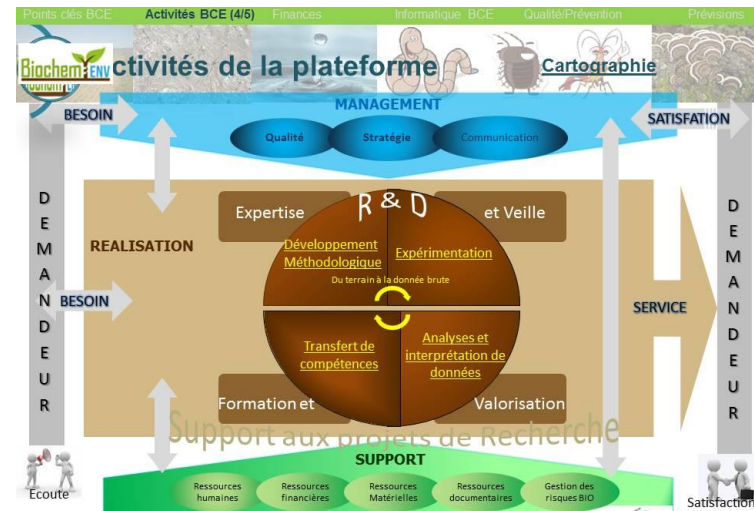 Points clés BCE Activités BCE (4/5) Finances Informatique BCE Qualité/Prévention Prévisions
Biochem ENV
ctivités de la plateforme
Cartographie
MANAGEMENT
BESOIN
SATISFATION
Qualité
Stratégie
Communication
DEMANDEUR
Expertise
R & D
et Veille
REALISATION
Développement
Méthodologique
Expérimentation
Du terrain à la donnée brute
BESOIN
SERVICE
DEMANDEUR
Transfert de
compétences
Analyses et
interprétation de
données
Formation et
Valorisation
Support aux projets de Recherche
SUPPORT
Ecoute
Ressources
humaines
Ressources
financières
Ressources
Matérielles
Ressources
documentaires
Gestion des
risques BIO
Satisfaction